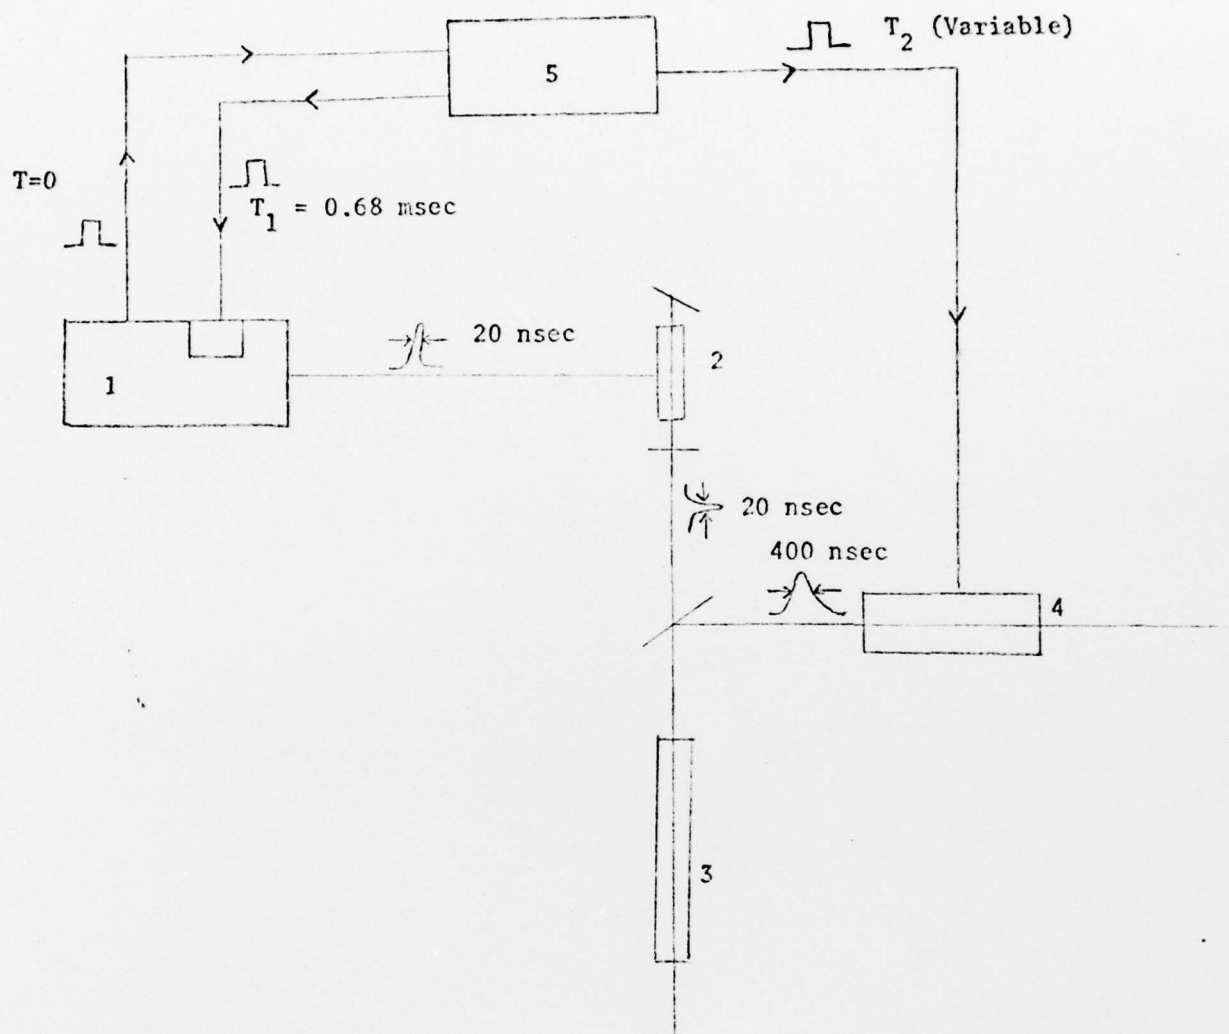 T₂ (Variable)
5
T=0
T₁ = 0.68 msec
20 nsec
2
1
20 nsec
400 nsec
4
3